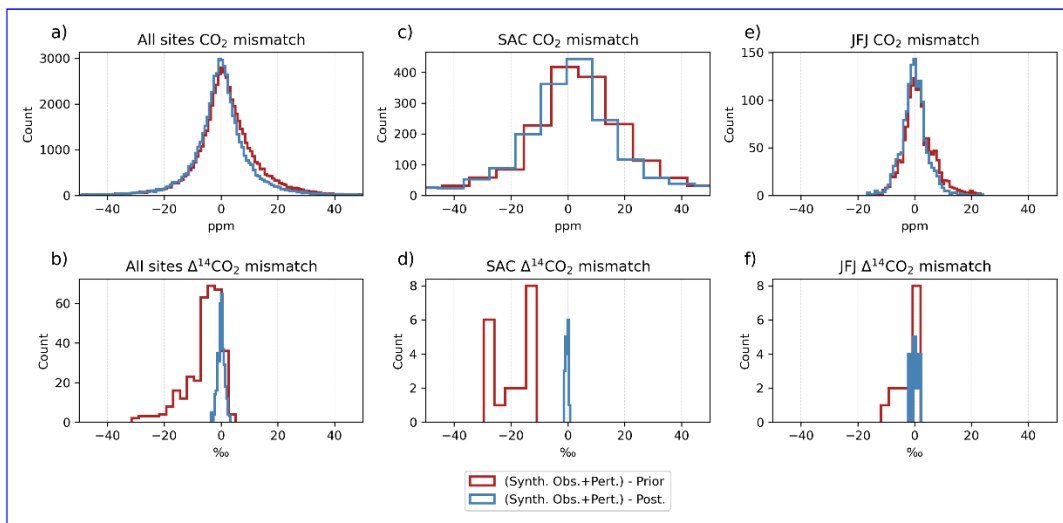 a) All sites CO₂ mismatch
3000
2000
1000
0
Count
−40 −20 0 20 40
ppm
c) SAC CO₂ mismatch
400
300
200
100
0
Count
−40 −20 0 20 40
ppm
e) JFJ CO₂ mismatch
150
100
50
0
Count
−40 −20 0 20 40
ppm
b) All sites Δ¹⁴CO₂ mismatch
60
40
20
0
Count
−40 −20 0 20 40
‰
d) SAC Δ¹⁴CO₂ mismatch
8
6
4
2
0
Count
−40 −20 0 20 40
‰
f) JFJ Δ¹⁴CO₂ mismatch
8
6
4
2
0
Count
−40 −20 0 20 40
‰
(Synth. Obs.+Pert.) - Prior
(Synth. Obs.+Pert.) - Post.